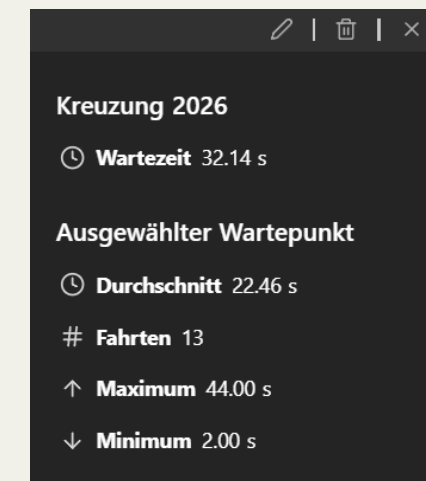 Kreuzung 2026
Wartezeit 32.14 s
Ausgewählter Wartepunkt
Durchschnitt 22.46 s
# Fahrten 13
Maximum 44.00 s
Minimum 2.00 s